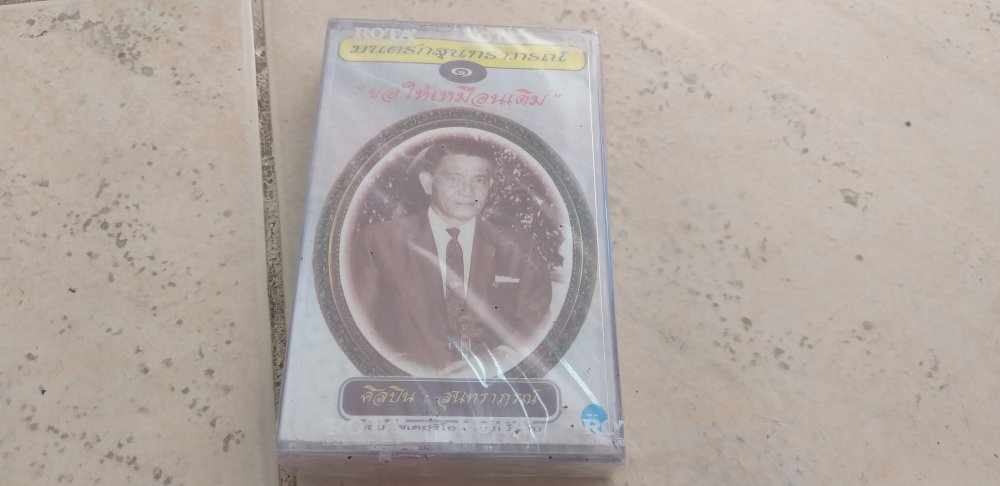 ROTA
มนต์รักสุนทราภรณ์
๑
"ขอให้เหมือนเดิม"
ศิลปิน : สุนทราภรณ์